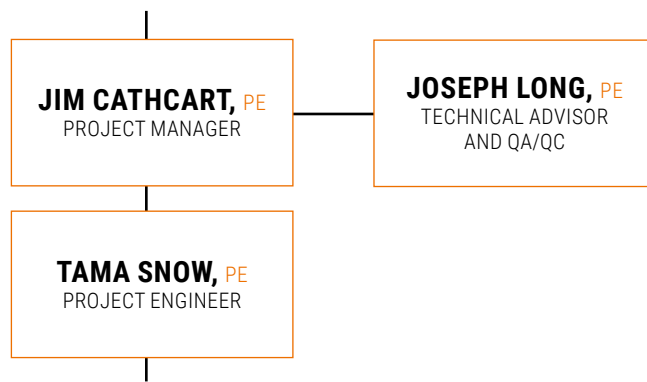 JIM CATHCART, PE
PROJECT MANAGER
JOSEPH LONG, PE
TECHNICAL ADVISOR
AND QA/QC
TAMA SNOW, PE
PROJECT ENGINEER